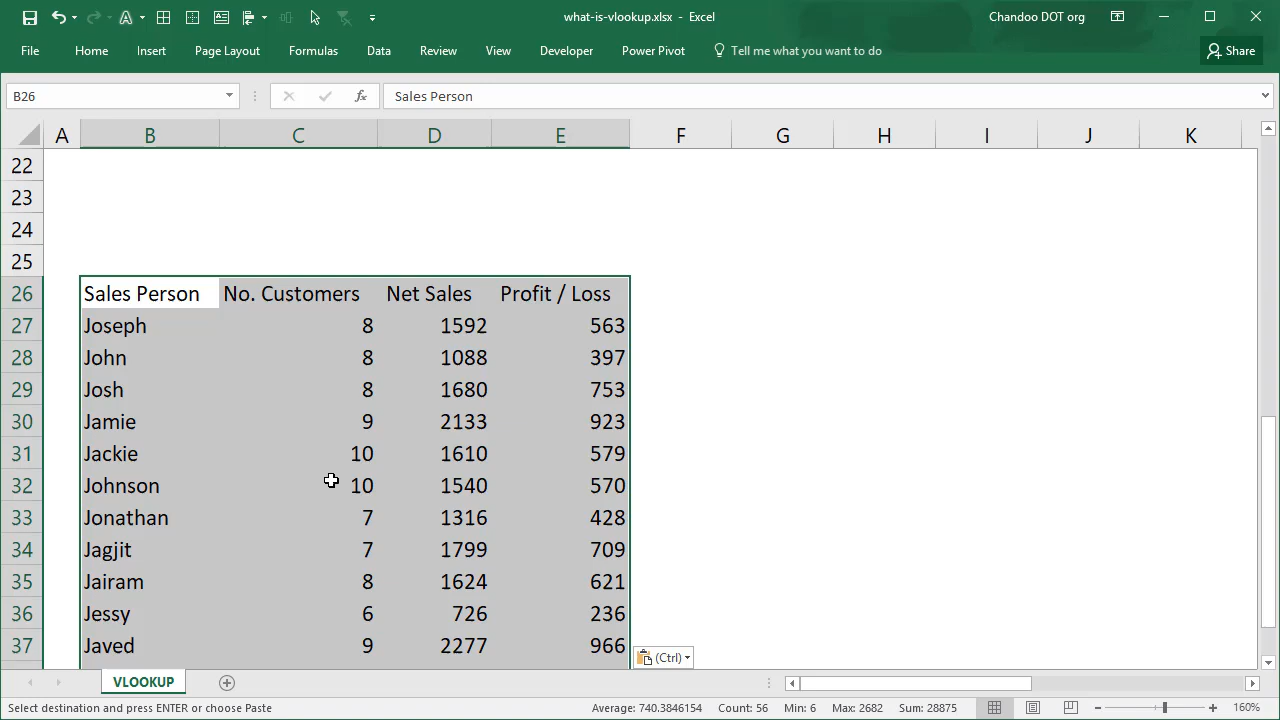 what-is-vlookup.xlsx - Excel
Chandoo DOT org
File Home Insert Page Layout Formulas Data Review View Developer Power Pivot Tell me what you want to do Share
B26 fx Sales Person
A B C D E F G H I J K
22
23
24
25
26 Sales Person No. Customers Net Sales Profit / Loss
27 Joseph 8 1592 563
28 John 8 1088 397
29 Josh 8 1680 753
30 Jamie 9 2133 923
31 Jackie 10 1610 579
32 Johnson 10 1540 570
33 Jonathan 7 1316 428
34 Jagjit 7 1799 709
35 Jairam 8 1624 621
36 Jessy 6 726 236
37 Javed 9 2277 966
(Ctrl)
VLOOKUP
Select destination and press ENTER or choose Paste Average: 740.3846154 Count: 56 Min: 6 Max: 2682 Sum: 28875 160%